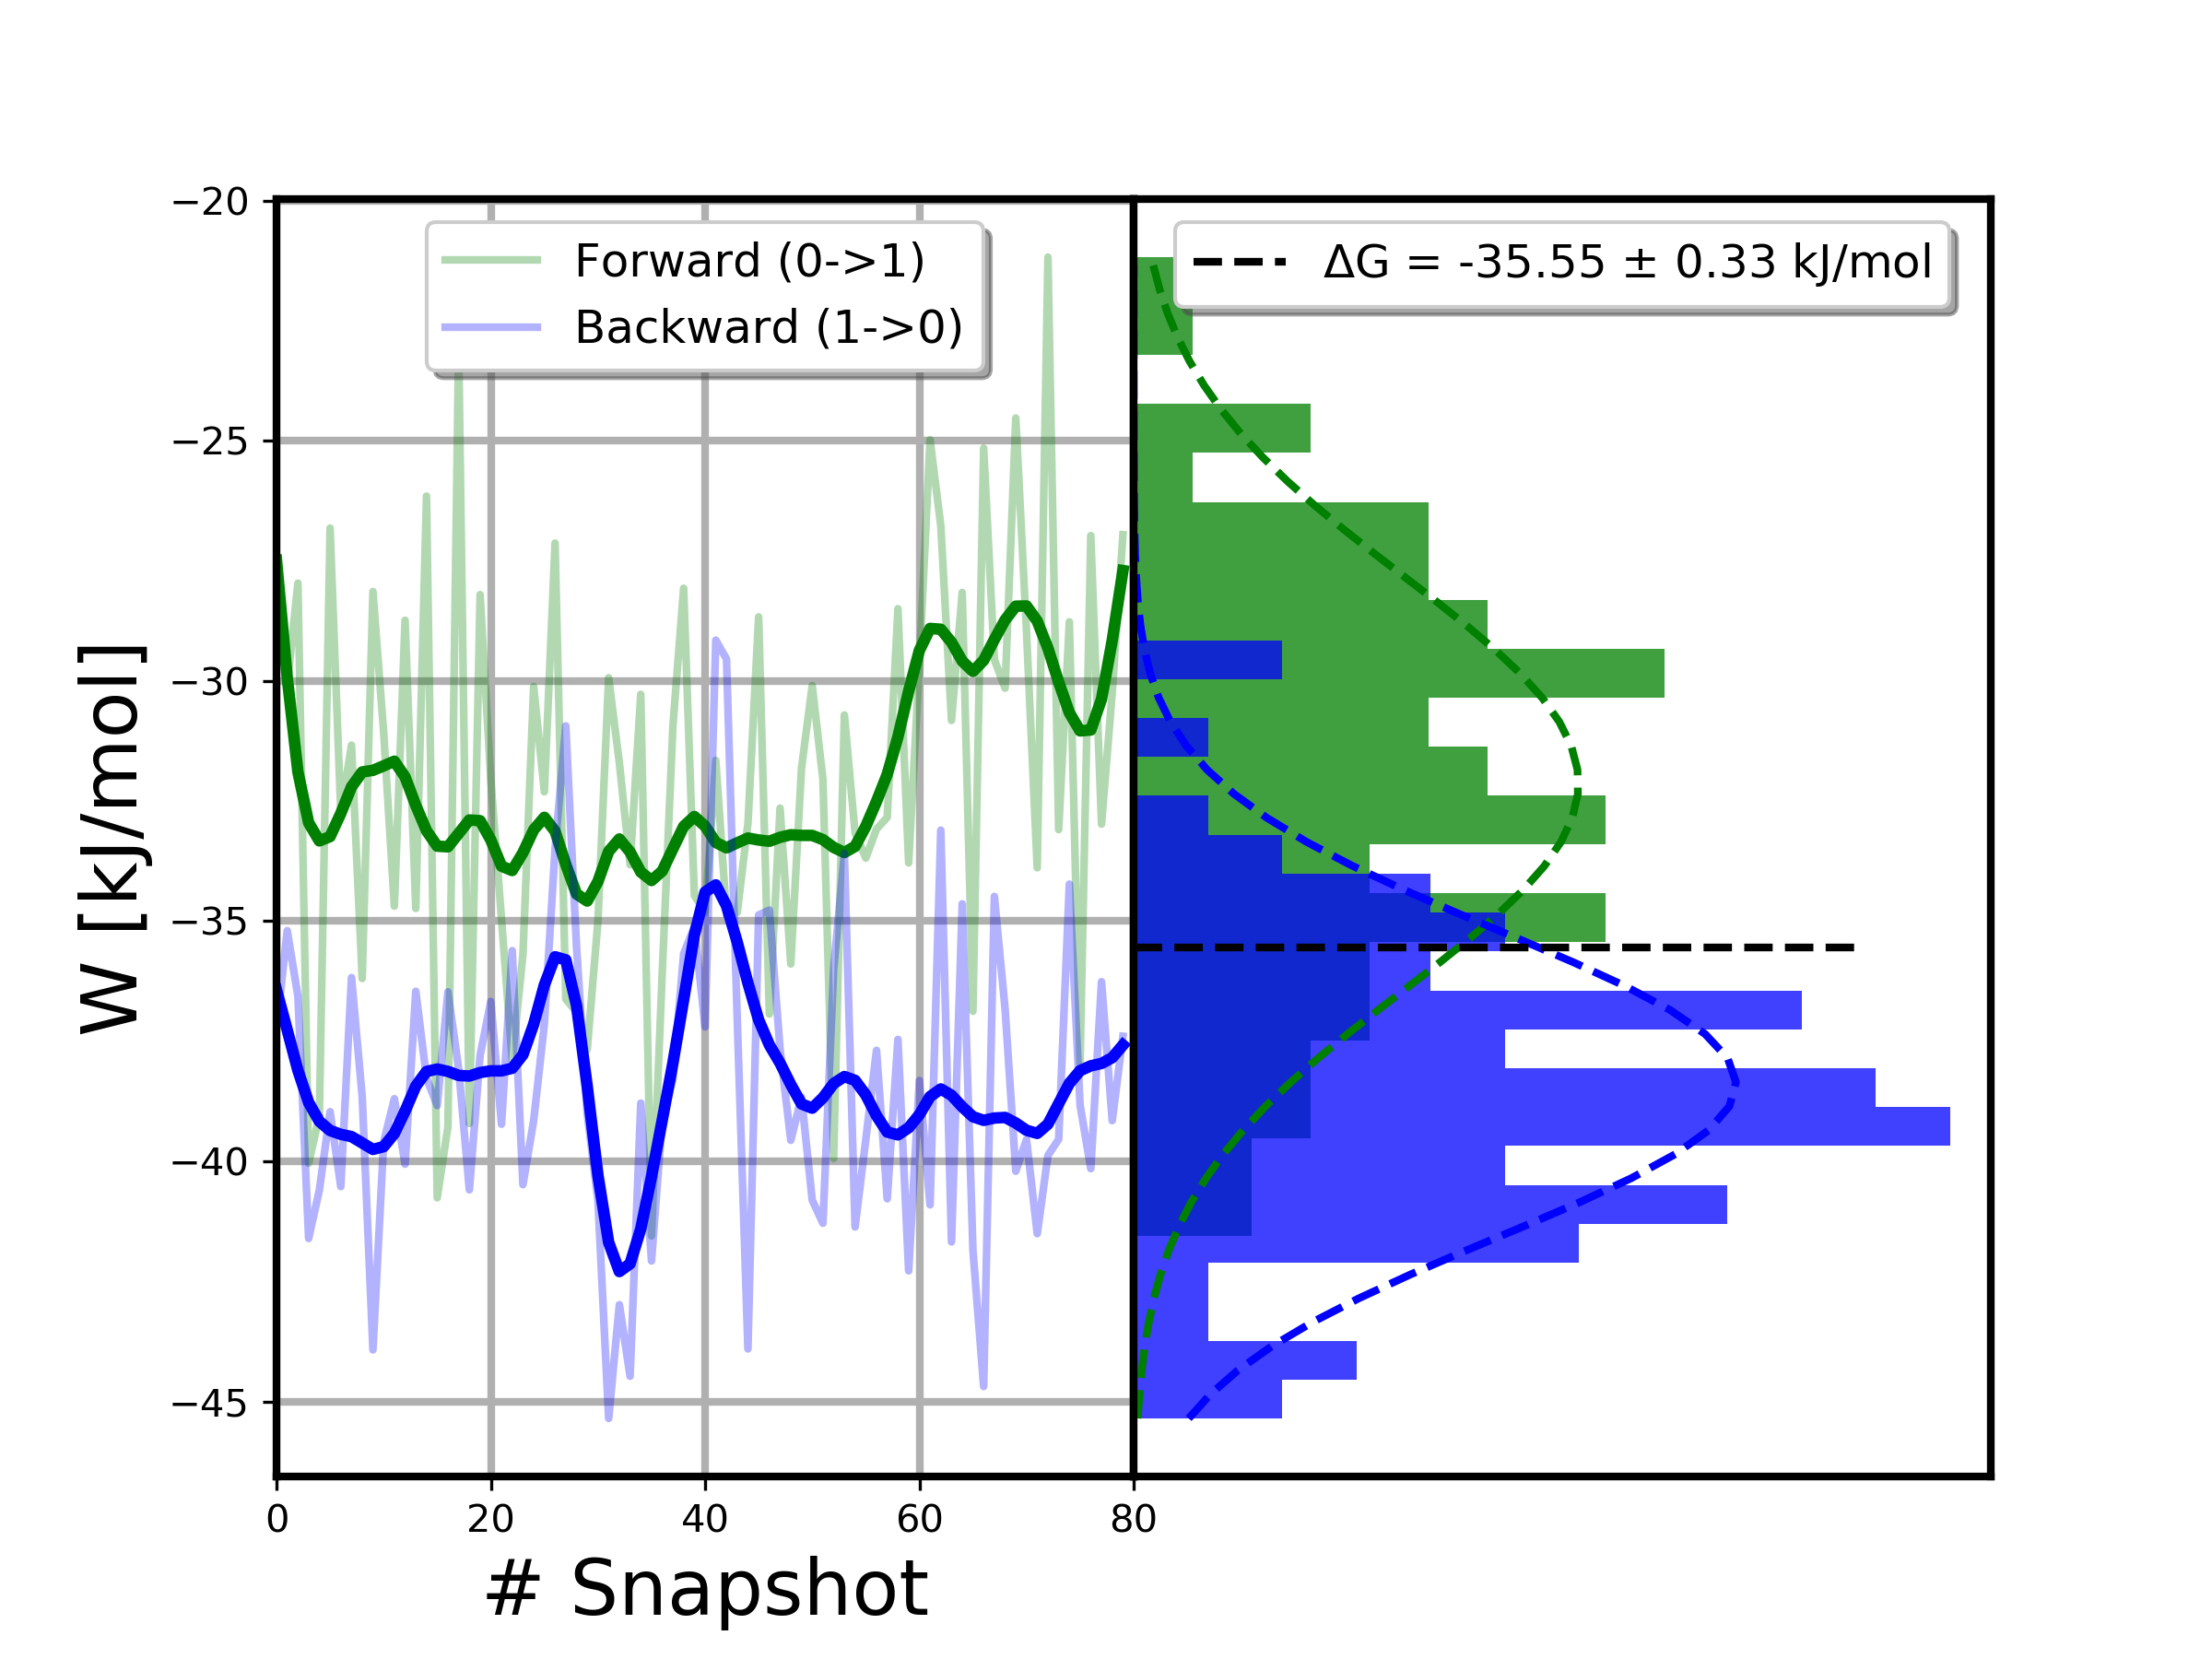 Forward (0->1)
Backward (1->0)
ΔG = -35.55 ± 0.33 kJ/mol
W [kJ/mol]
−20
−25
−30
−35
−40
−45
0 20 40 60 80
# Snapshot